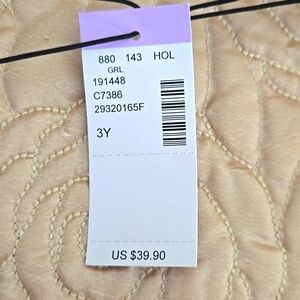 880 143 HOL
GRL
191448
C7386
29320165F
3Y
US $39.90